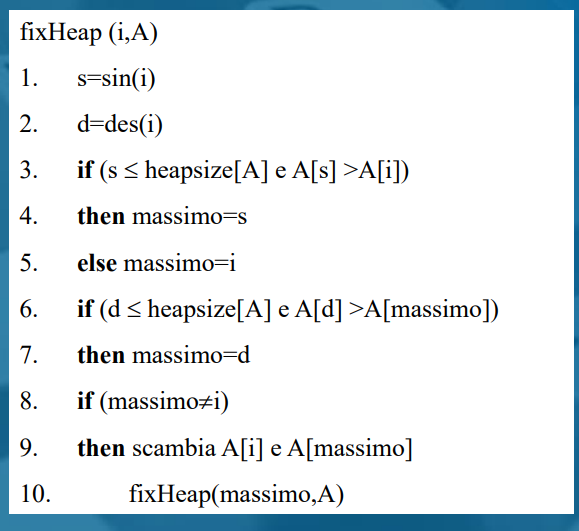 fixHeap (i,A)
1. s=sin(i)
2. d=des(i)
3. if (s ≤ heapsize[A] e A[s] >A[i])
4. then massimo=s
5. else massimo=i
6. if (d ≤ heapsize[A] e A[d] >A[massimo])
7. then massimo=d
8. if (massimo≠i)
9. then scambia A[i] e A[massimo]
10. fixHeap(massimo,A)